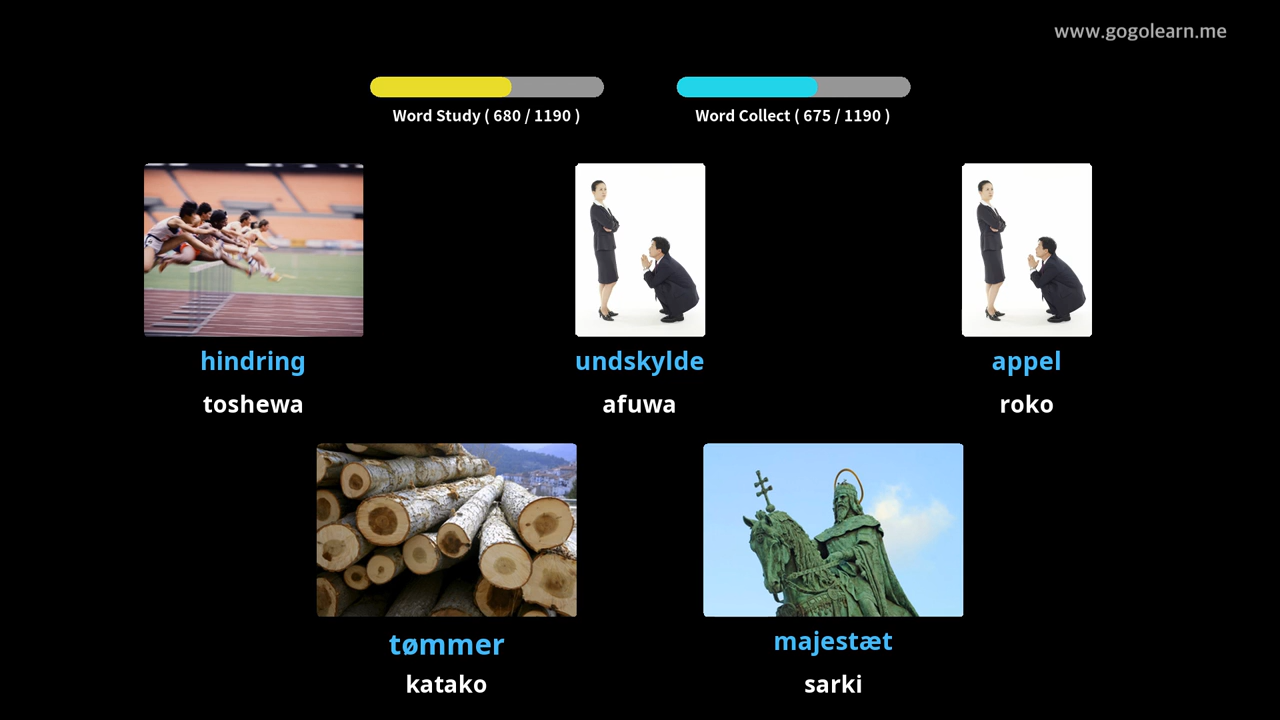 www.gogolearn.me
Word Study ( 680 / 1190 )
Word Collect ( 675 / 1190 )
hindring
undskylde
appel
toshewa
afuwa
roko
tømmer
majestæt
katako
sarki